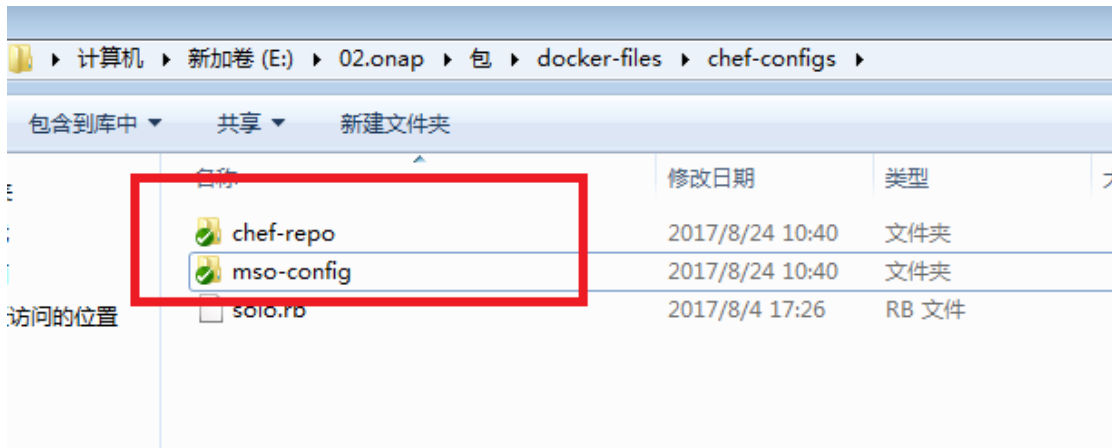 计算机 新加卷 (E:) 02.onap 包 docker-files chef-configs
包含到库中 共享 新建文件夹
名称 修改日期 类型
chef-repo 2017/8/24 10:40 文件夹
mso-config 2017/8/24 10:40 文件夹
solo.rb 2017/8/4 17:26 RB 文件
访问的位置